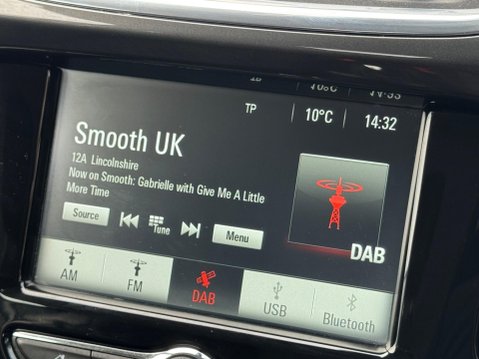 TP 10°C 14:32
Smooth UK
12A Lincolnshire
Now on Smooth: Gabrielle with Give Me A Little
More Time
Source Tune Menu
DAB
AM FM DAB USB Bluetooth